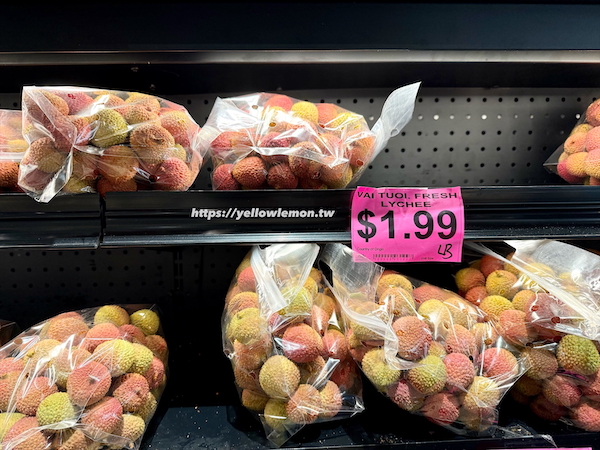 https://yellowlemon.tw
VAI TUOI, FRESH
LYCHEE
$1.99
LB